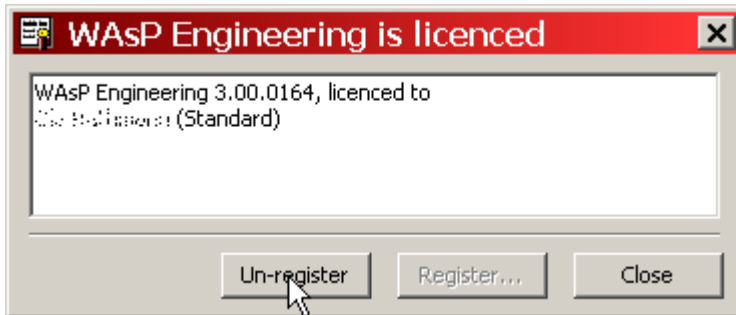 WAsP Engineering is licenced
WAsP Engineering 3.00.0164, licenced to
(Standard)
Un-register
Register...
Close